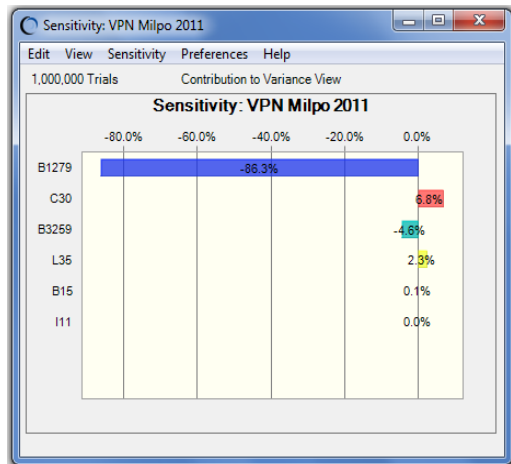 Sensitivity: VPN Milpo 2011
Edit View Sensitivity Preferences Help
1,000,000 Trials Contribution to Variance View
Sensitivity: VPN Milpo 2011
-80.0% -60.0% -40.0% -20.0% 0.0%
B1279 -86.3%
C30 6.8%
B3259 -4.6%
L35 2.3%
B15 0.1%
I11 0.0%